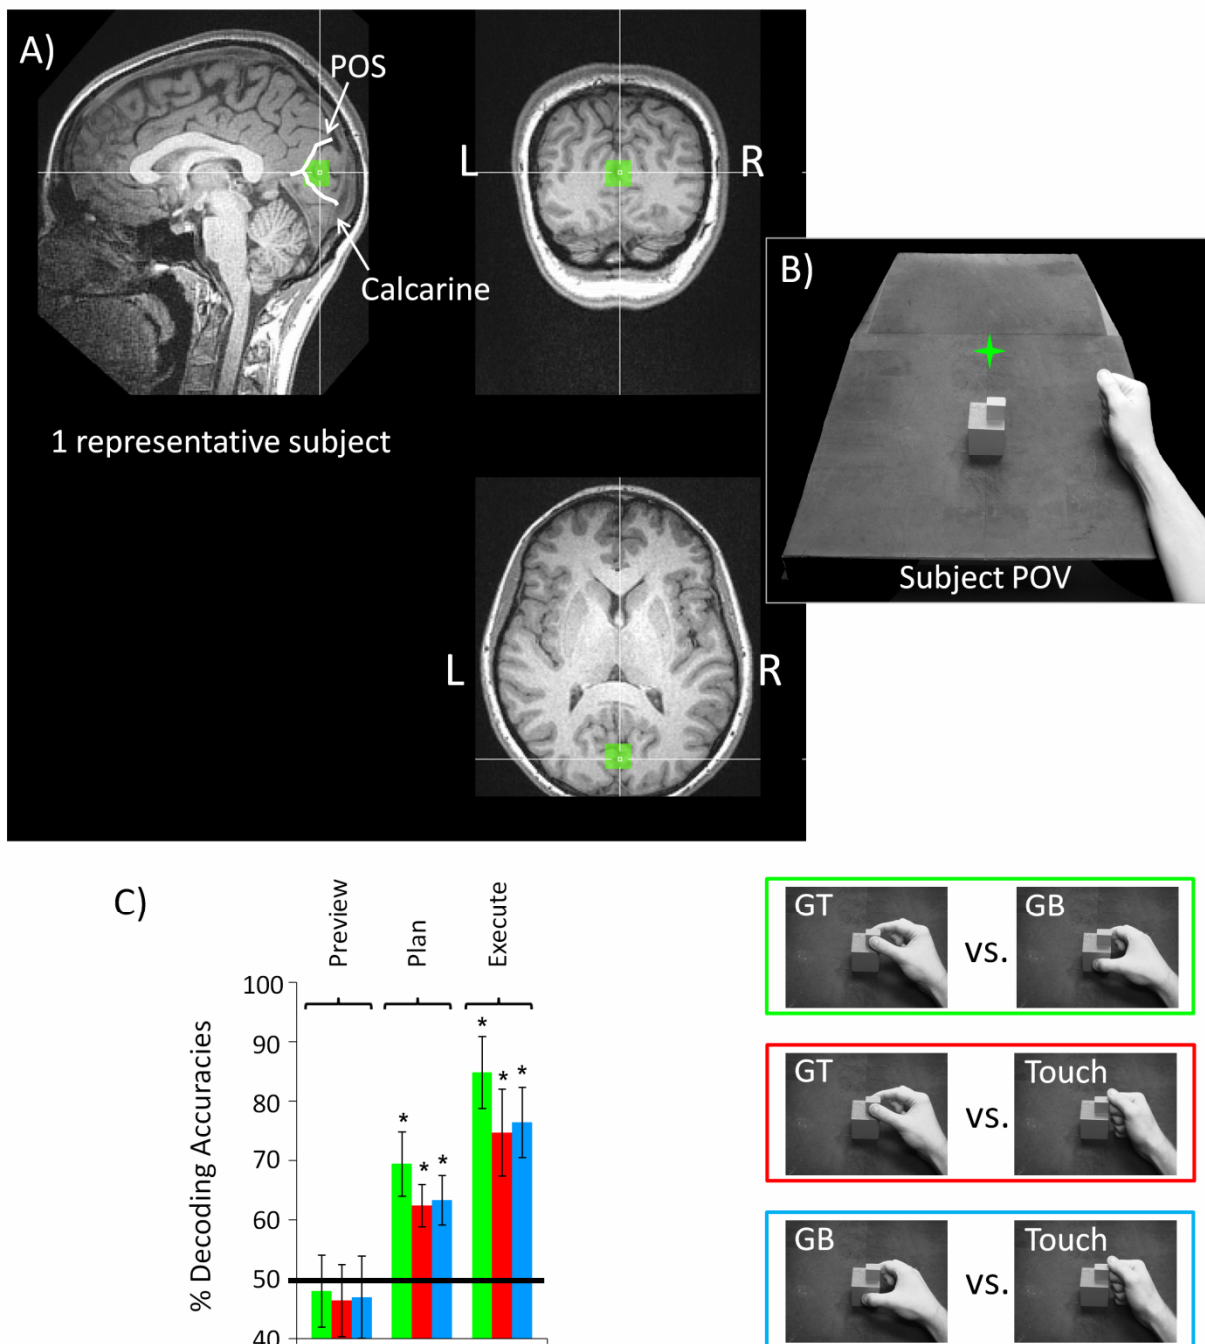 A)
POS
L
R
Calcarine
1 representative subject
B)
Subject POV
L
R
C)
Preview
Plan
Execute
% Decoding Accuracies
100
90
80
70
60
50
40
*
* *
*
* *
GT vs. GB
GT vs. Touch
GB vs. Touch